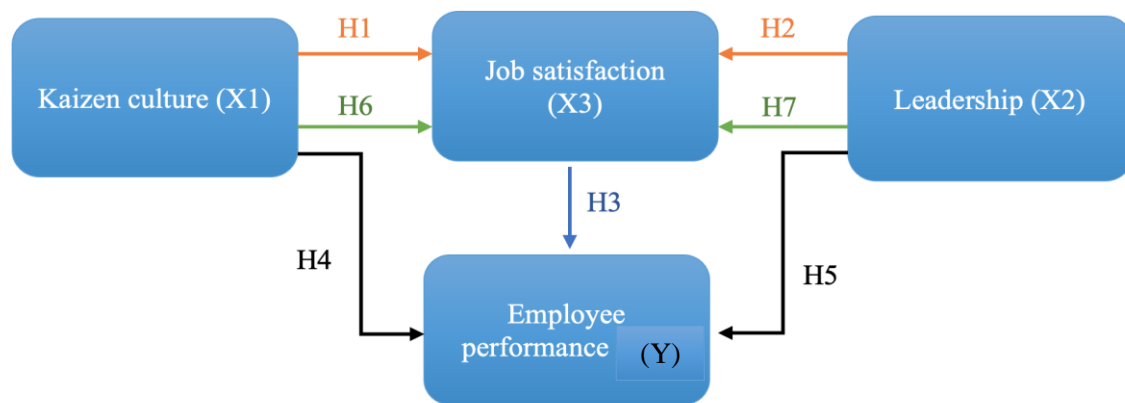 H1
H2
Kaizen culture (X1)
Job satisfaction
(X3)
Leadership (X2)
H6
H7
H3
H4
H5
Employee
performance (Y)